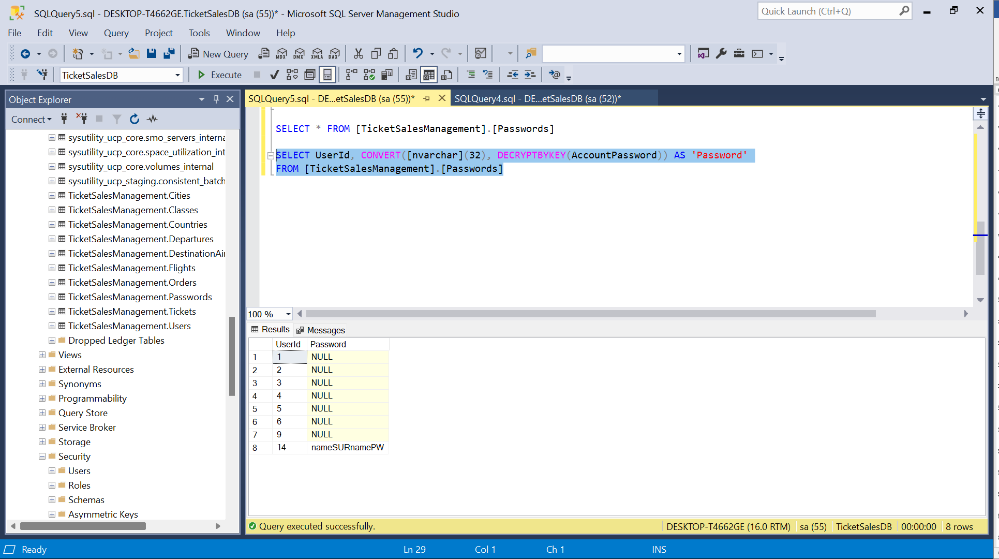 SQLQuery5.sql - DESKTOP-T4662GE.TicketSalesDB (sa (55))* - Microsoft SQL Server Management Studio
Quick Launch (Ctrl+Q)
File Edit View Query Project Tools Window Help
New Query MDX DMX XMLA DAX
TicketSalesDB Execute
Object Explorer
SQLQuery5.sql - DE...etSalesDB (sa (55))* SQLQuery4.sql - DE...etSalesDB (sa (52))*
Connect
sysutility_ucp_core.smo_servers_interna
sysutility_ucp_core.space_utilization_int
sysutility_ucp_core.volumes_internal
sysutility_ucp_staging.consistent_batch
TicketSalesManagement.Cities
TicketSalesManagement.Classes
TicketSalesManagement.Countries
TicketSalesManagement.Departures
TicketSalesManagement.DestinationAir
TicketSalesManagement.Flights
TicketSalesManagement.Orders
TicketSalesManagement.Passwords
TicketSalesManagement.Tickets
TicketSalesManagement.Users
Dropped Ledger Tables
Views
External Resources
Synonyms
Programmability
Query Store
Service Broker
Storage
Security
Users
Roles
Schemas
Asymmetric Keys
SELECT * FROM [TicketSalesManagement].[Passwords]
SELECT UserId, CONVERT([nvarchar](32), DECRYPTBYKEY(AccountPassword)) AS 'Password'
FROM [TicketSalesManagement].[Passwords]
100 %
Results Messages
UserId Password
1 1 NULL
2 2 NULL
3 3 NULL
4 4 NULL
5 5 NULL
6 6 NULL
7 9 NULL
8 14 nameSURnamePW
Query executed successfully. DESKTOP-T4662GE (16.0 RTM) sa (55) TicketSalesDB 00:00:00 8 rows
Ready Ln 29 Col 1 Ch 1 INS